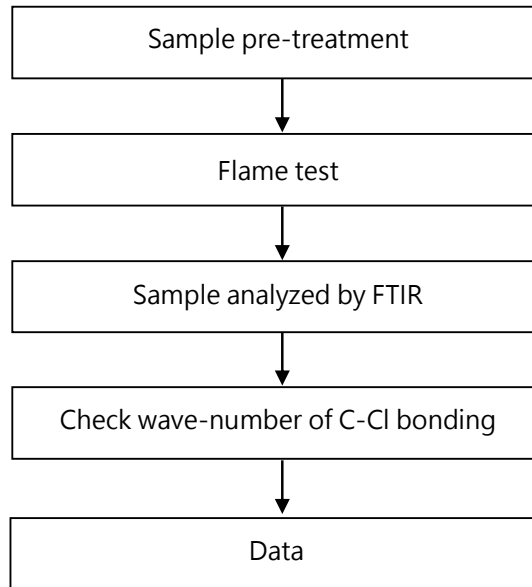 Sample pre-treatment
Flame test
Sample analyzed by FTIR
Check wave-number of C-Cl bonding
Data